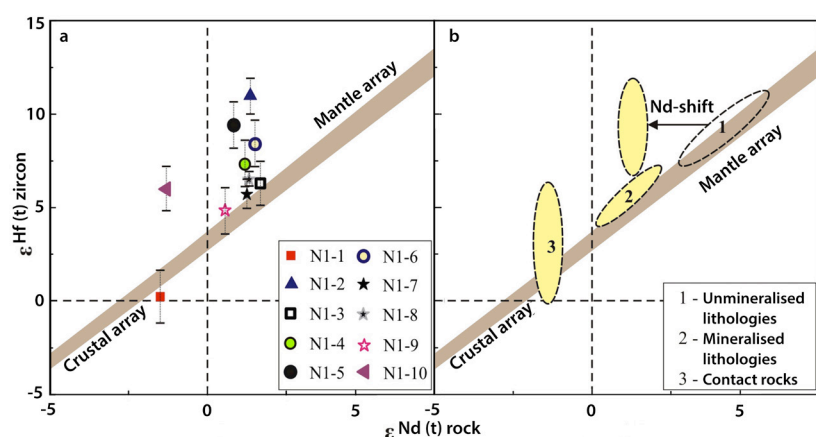 15
10
5
0
-5
a
Mantle array
Crustal array
N1-1
N1-2
N1-3
N1-4
N1-5
N1-6
N1-7
N1-8
N1-9
N1-10
-5
0
5
ε Hf (t) zircon
b
Nd-shift
1
2
3
Mantle array
Crustal array
1 - Unmineralised
lithologies
2 - Mineralised
lithologies
3 - Contact rocks
-5
0
5
ε Nd (t) rock